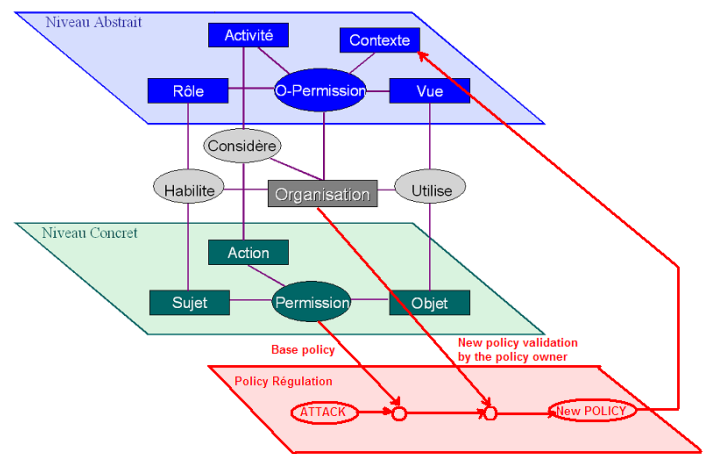 Niveau Abstrait
Activité
Contexte
Rôle
O-Permission
Vue
Considère
Habilite
Organisation
Utilise
Niveau Concret
Action
Sujet
Permission
Objet
Base policy
New policy validation
by the policy owner
Policy Régulation
ATTACK
New POLICY